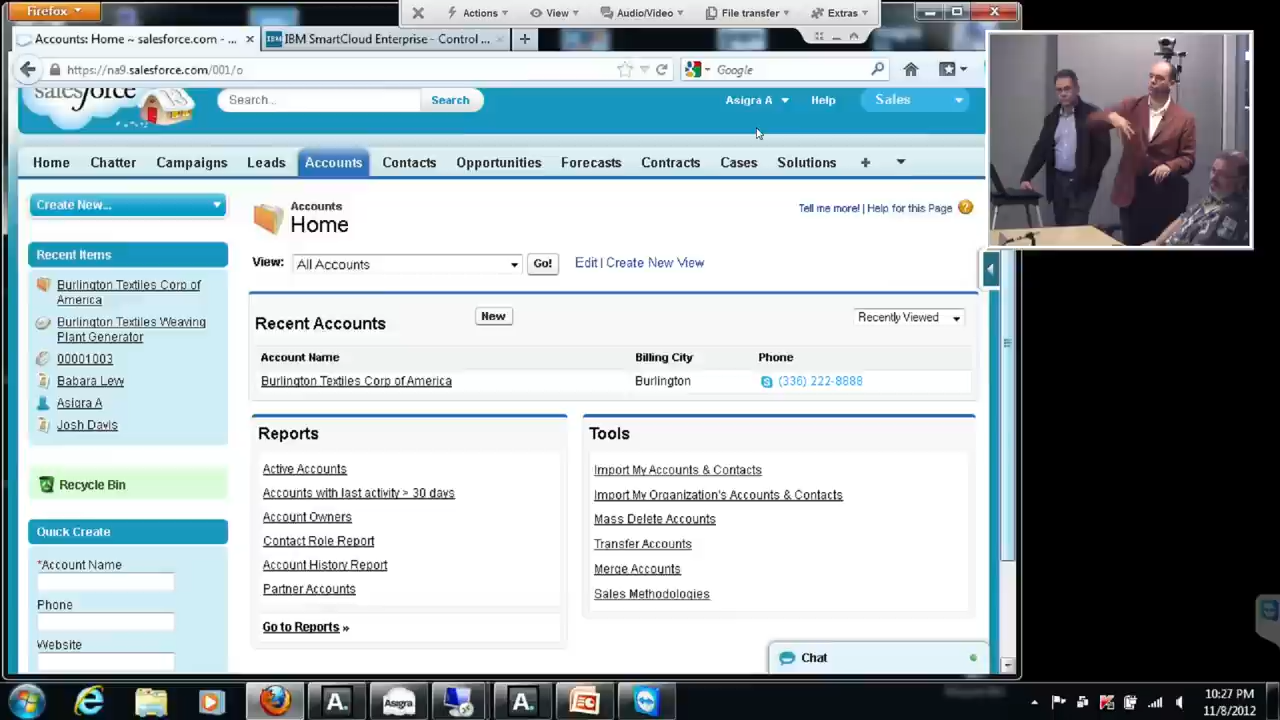 Firefox
Actions
View
Audio/Video
File transfer
Extras
Accounts: Home ~ salesforce.com - ...
IBM SmartCloud Enterprise - Control ...
https://na9.salesforce.com/001/o
Google
salesforce
Search...
Search
Asigra A
Help
Sales
Home
Chatter
Campaigns
Leads
Accounts
Contacts
Opportunities
Forecasts
Contracts
Cases
Solutions
+
Create New...
Accounts
Home
Tell me more! | Help for this Page
View:
All Accounts
Go!
Edit | Create New View
Recent Items
Burlington Textiles Corp of
America
Burlington Textiles Weaving
Plant Generator
00001003
Babara Lew
Asigra A
Josh Davis
Recycle Bin
Quick Create
*Account Name
Phone
Website
Recent Accounts
New
Recently Viewed
Account Name
Billing City
Phone
Burlington Textiles Corp of America
Burlington
(336) 222-8888
Reports
Active Accounts
Accounts with last activity > 30 days
Account Owners
Contact Role Report
Account History Report
Partner Accounts
Go to Reports »
Tools
Import My Accounts & Contacts
Import My Organization's Accounts & Contacts
Mass Delete Accounts
Transfer Accounts
Merge Accounts
Sales Methodologies
Chat
A.
Asigra
A.
10:27 PM
11/8/2012